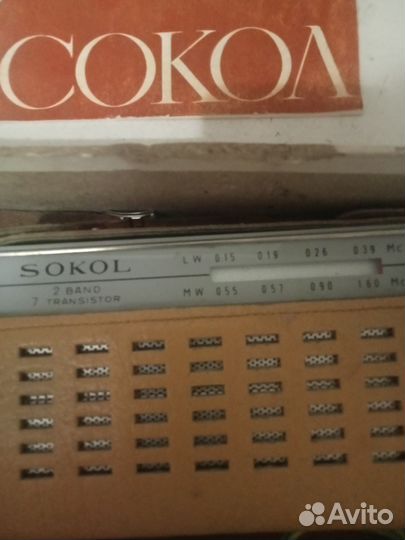 СОКОЛ
SOKOL
2 BAND
7 TRANSISTOR
LW 0.15 0.19 0.26 0.39 Mc
MW 0.55 0.57 0.90 1.60 Mc
Avito